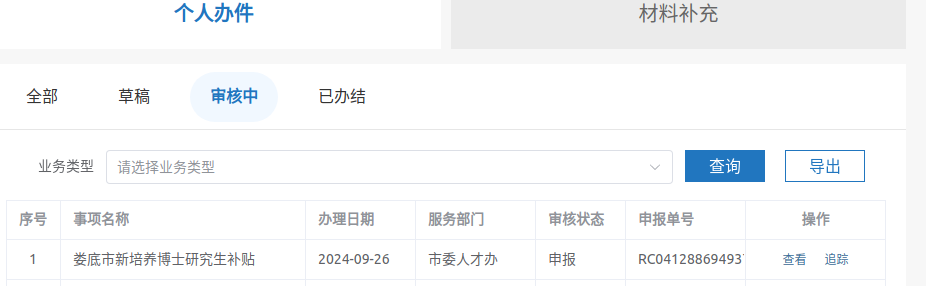 个人办件 材料补充
全部 草稿 审核中 已办结
业务类型 请选择业务类型 查询 导出
序号 事项名称 办理日期 服务部门 审核状态 申报单号 操作
1 娄底市新培养博士研究生补贴 2024-09-26 市委人才办 申报 RC04128869493 查看 追踪